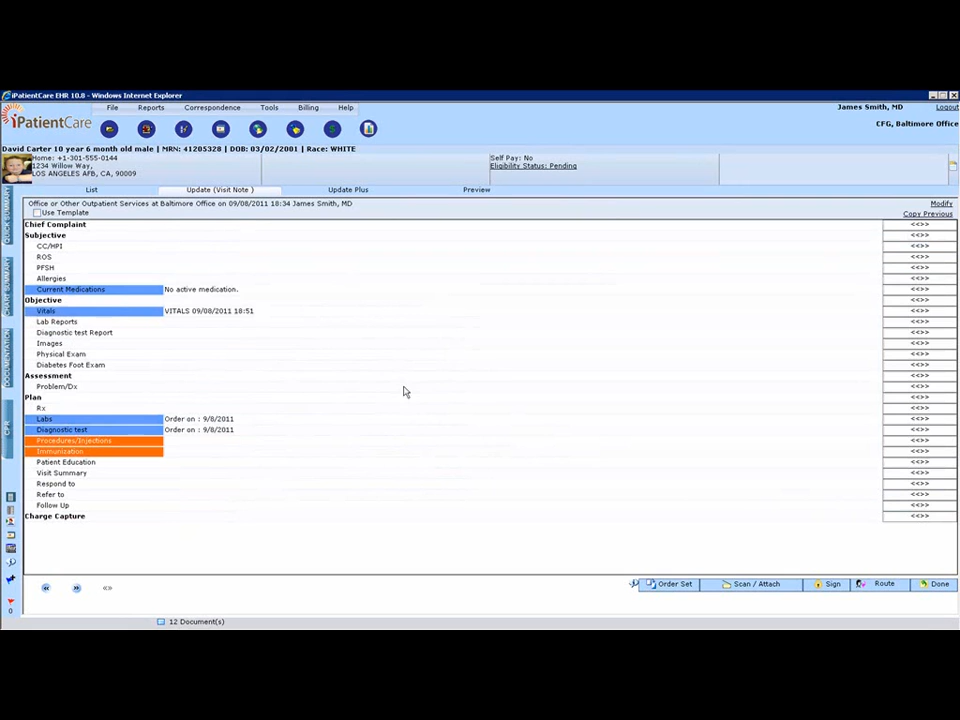 iPatientCare EHR 10.8 - Windows Internet Explorer
File Reports Correspondence Tools Billing Help
James Smith, MD Logout
iPatientCare
CFG, Baltimore Office
David Carter 10 year 6 month old male | MRN: 41205328 | DOB: 03/02/2001 | Race: WHITE
Home: +1-301-555-0144
1234 Willow Way,
LOS ANGELES AFB, CA, 90009
Self Pay: No
Eligibility Status: Pending
List Update (Visit Note ) Update Plus Preview
QUICK SUMMARY
CHART SUMMARY
DOCUMENTATION
CPR
Office or Other Outpatient Services at Baltimore Office on 09/08/2011 18:34 James Smith, MD
Modify
Use Template
Copy Previous
Chief Complaint <<>>
Subjective <<>>
CC/HPI <<>>
ROS <<>>
PFSH <<>>
Allergies <<>>
Current Medications No active medication. <<>>
Objective <<>>
Vitals VITALS 09/08/2011 18:51 <<>>
Lab Reports <<>>
Diagnostic test Report <<>>
Images <<>>
Physical Exam <<>>
Diabetes Foot Exam <<>>
Assessment <<>>
Problem/Dx <<>>
Plan <<>>
Rx <<>>
Labs Order on : 9/8/2011 <<>>
Diagnostic test Order on : 9/8/2011 <<>>
Procedures/Injections <<>>
Immunization <<>>
Patient Education <<>>
Visit Summary <<>>
Respond to <<>>
Refer to <<>>
Follow Up <<>>
Charge Capture <<>>
<<>>
Order Set Scan / Attach Sign Route Done
0
12 Document(s)